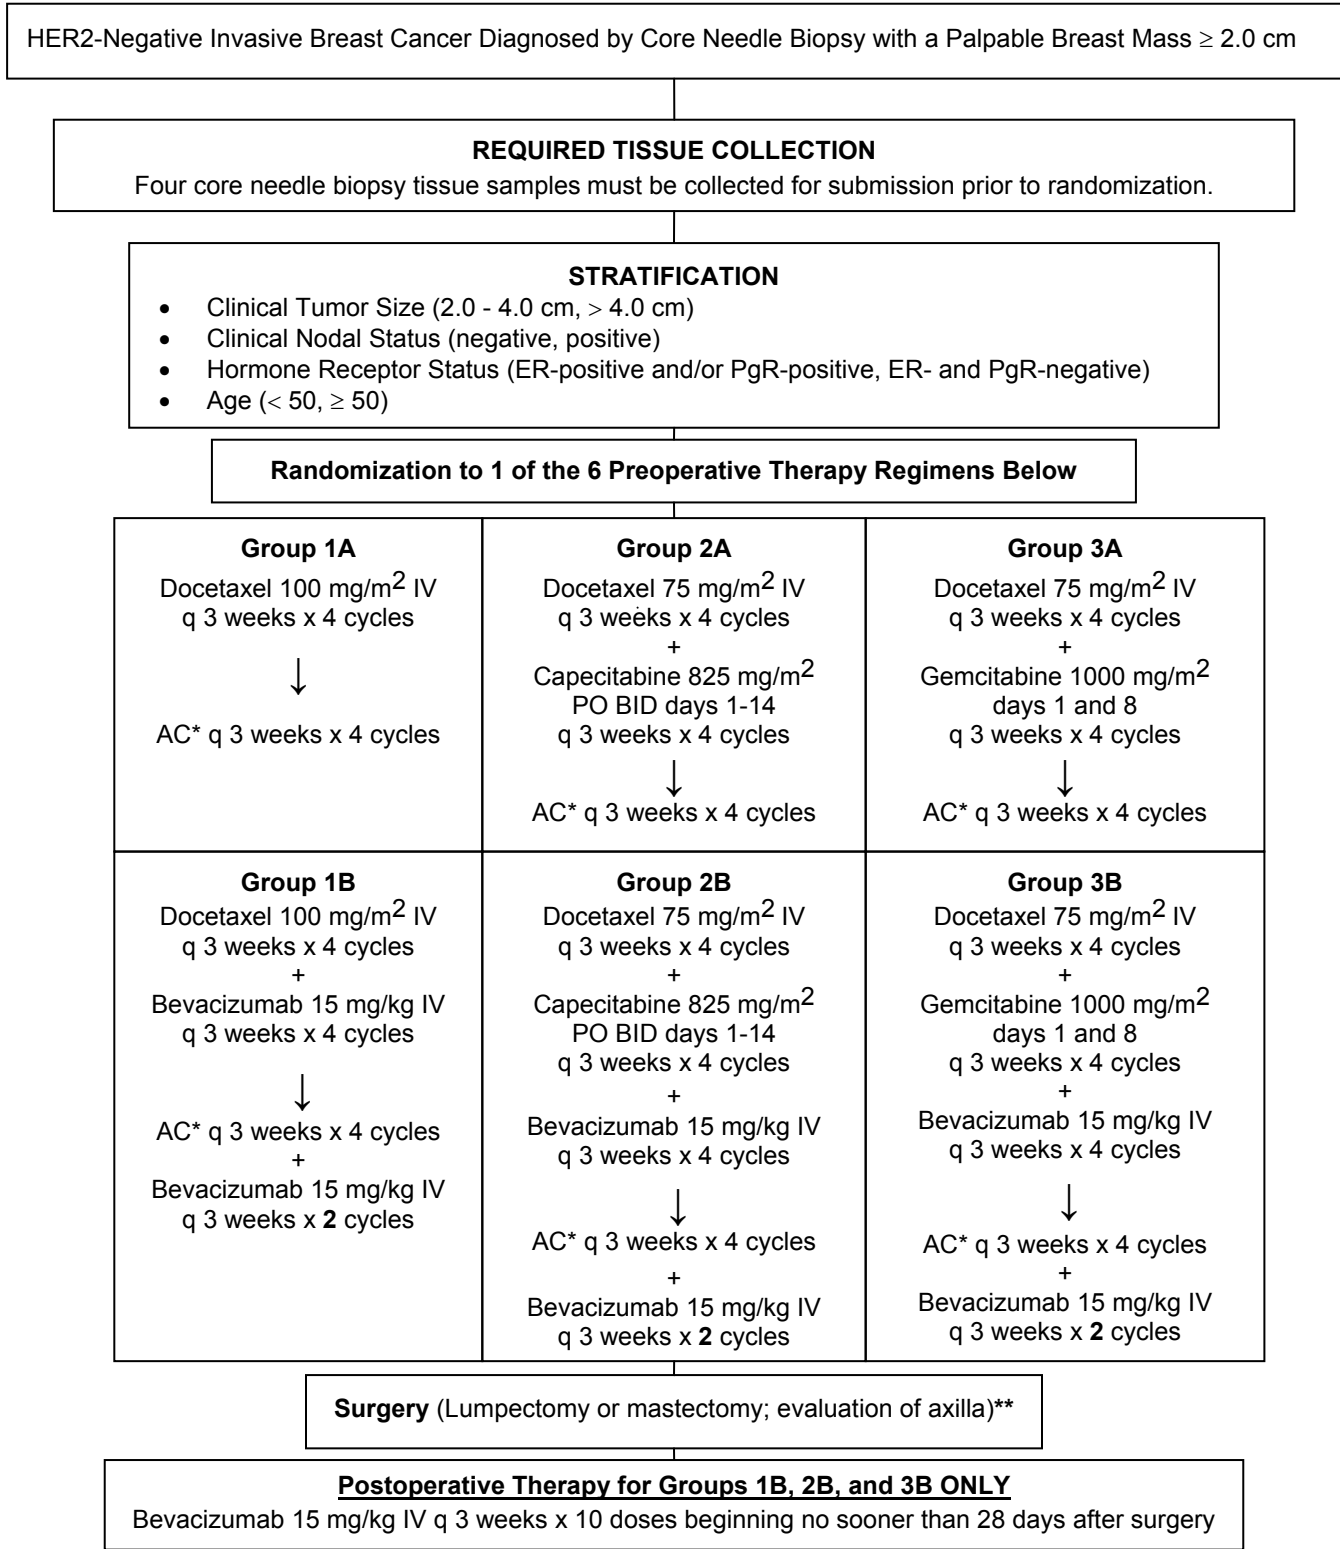 HER2-Negative Invasive Breast Cancer Diagnosed by Core Needle Biopsy with a Palpable Breast Mass ≥ 2.0 cm
REQUIRED TISSUE COLLECTION
Four core needle biopsy tissue samples must be collected for submission prior to randomization.
STRATIFICATION
• Clinical Tumor Size (2.0 - 4.0 cm, > 4.0 cm)
• Clinical Nodal Status (negative, positive)
• Hormone Receptor Status (ER-positive and/or PgR-positive, ER- and PgR-negative)
• Age (< 50, ≥ 50)
Randomization to 1 of the 6 Preoperative Therapy Regimens Below
Group 1A
Docetaxel 100 mg/m² IV
q 3 weeks x 4 cycles
↓
AC* q 3 weeks x 4 cycles
Group 2A
Docetaxel 75 mg/m² IV
q 3 weeks x 4 cycles
+
Capecitabine 825 mg/m²
PO BID days 1-14
q 3 weeks x 4 cycles
↓
AC* q 3 weeks x 4 cycles
Group 3A
Docetaxel 75 mg/m² IV
q 3 weeks x 4 cycles
+
Gemcitabine 1000 mg/m²
days 1 and 8
q 3 weeks x 4 cycles
↓
AC* q 3 weeks x 4 cycles
Group 1B
Docetaxel 100 mg/m² IV
q 3 weeks x 4 cycles
+
Bevacizumab 15 mg/kg IV
q 3 weeks x 4 cycles
↓
AC* q 3 weeks x 4 cycles
+
Bevacizumab 15 mg/kg IV
q 3 weeks x 2 cycles
Group 2B
Docetaxel 75 mg/m² IV
q 3 weeks x 4 cycles
+
Capecitabine 825 mg/m²
PO BID days 1-14
q 3 weeks x 4 cycles
+
Bevacizumab 15 mg/kg IV
q 3 weeks x 4 cycles
↓
AC* q 3 weeks x 4 cycles
+
Bevacizumab 15 mg/kg IV
q 3 weeks x 2 cycles
Group 3B
Docetaxel 75 mg/m² IV
q 3 weeks x 4 cycles
+
Gemcitabine 1000 mg/m²
days 1 and 8
q 3 weeks x 4 cycles
+
Bevacizumab 15 mg/kg IV
q 3 weeks x 4 cycles
↓
AC* q 3 weeks x 4 cycles
+
Bevacizumab 15 mg/kg IV
q 3 weeks x 2 cycles
Surgery (Lumpectomy or mastectomy; evaluation of axilla)**
Postoperative Therapy for Groups 1B, 2B, and 3B ONLY
Bevacizumab 15 mg/kg IV q 3 weeks x 10 doses beginning no sooner than 28 days after surgery